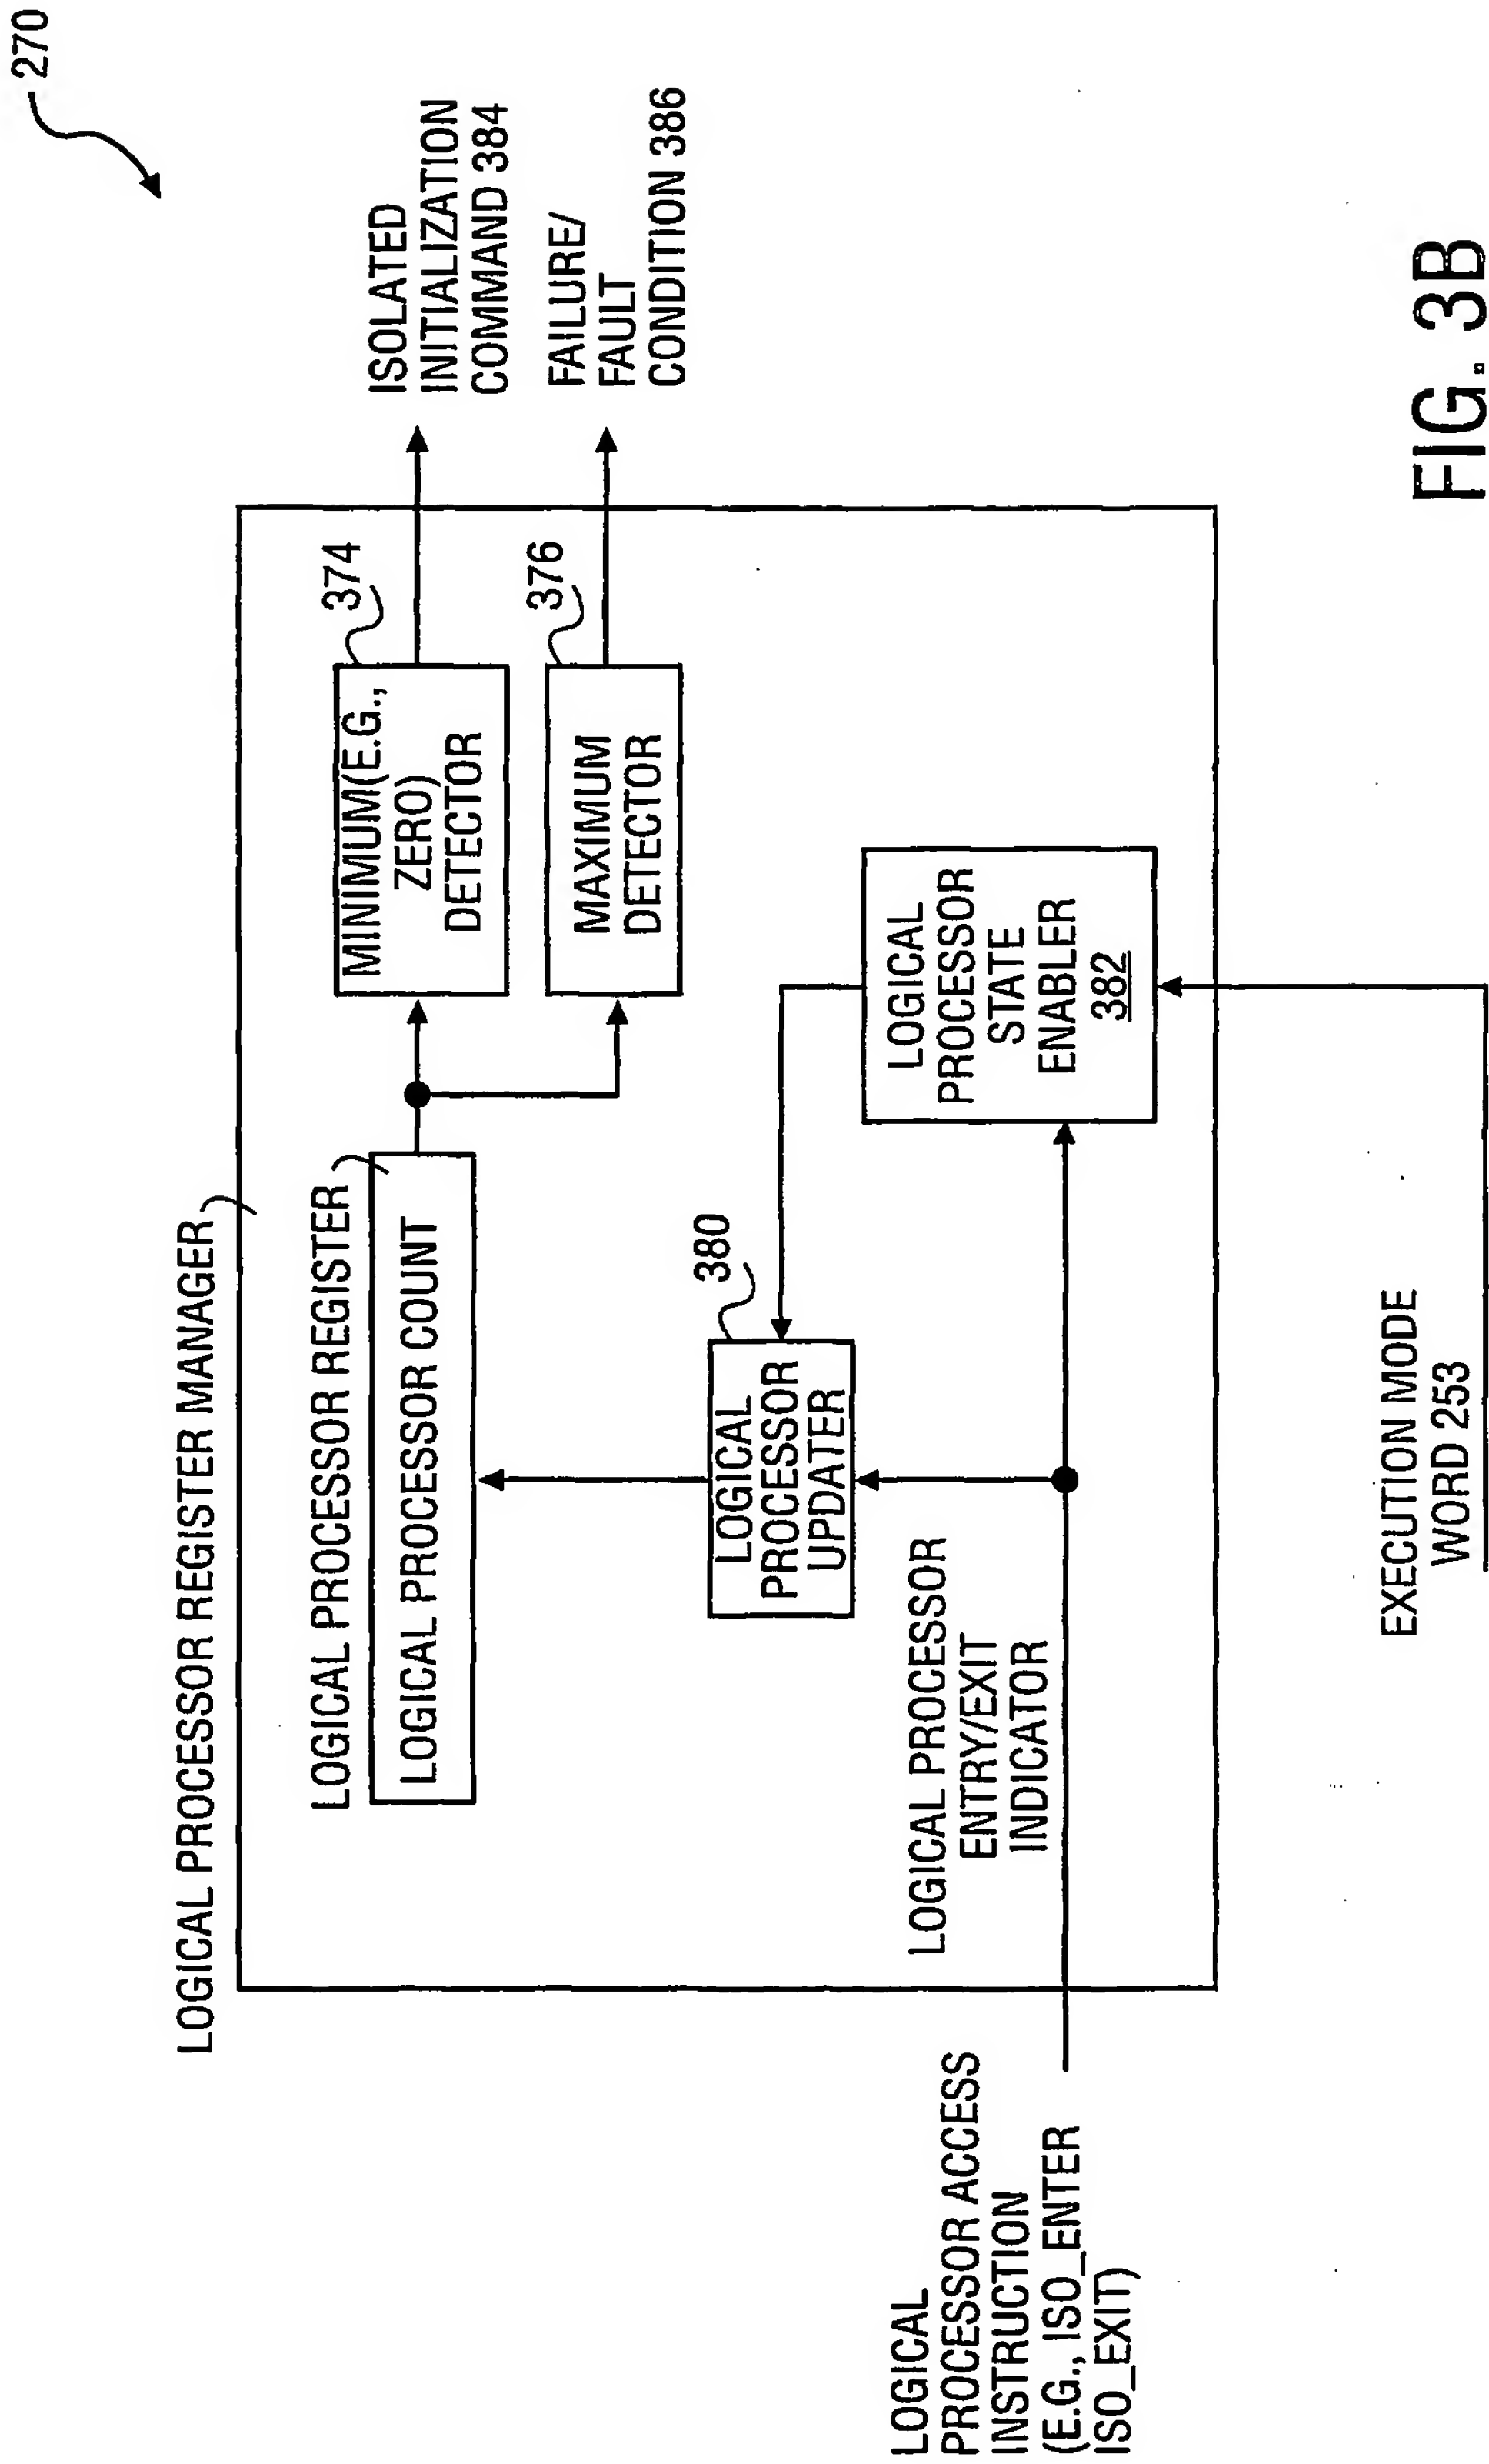 270
LOGICAL PROCESSOR REGISTER MANAGER
LOGICAL PROCESSOR REGISTER
LOGICAL PROCESSOR COUNT
374
MINIMUM(E.G.,
ZERO)
DETECTOR
ISOLATED
INITIALIZATION
COMMAND 384
376
MAXIMUM
DETECTOR
FAILURE/
FAULT
CONDITION 386
380
LOGICAL
PROCESSOR
UPDATER
LOGICAL
PROCESSOR
STATE
ENABLER
382
LOGICAL PROCESSOR
ENTRY/EXIT
INDICATOR
LOGICAL
PROCESSOR ACCESS
INSTRUCTION
(E.G., ISO_ENTER
ISO_EXIT)
EXECUTION MODE
WORD 253
FIG. 3B